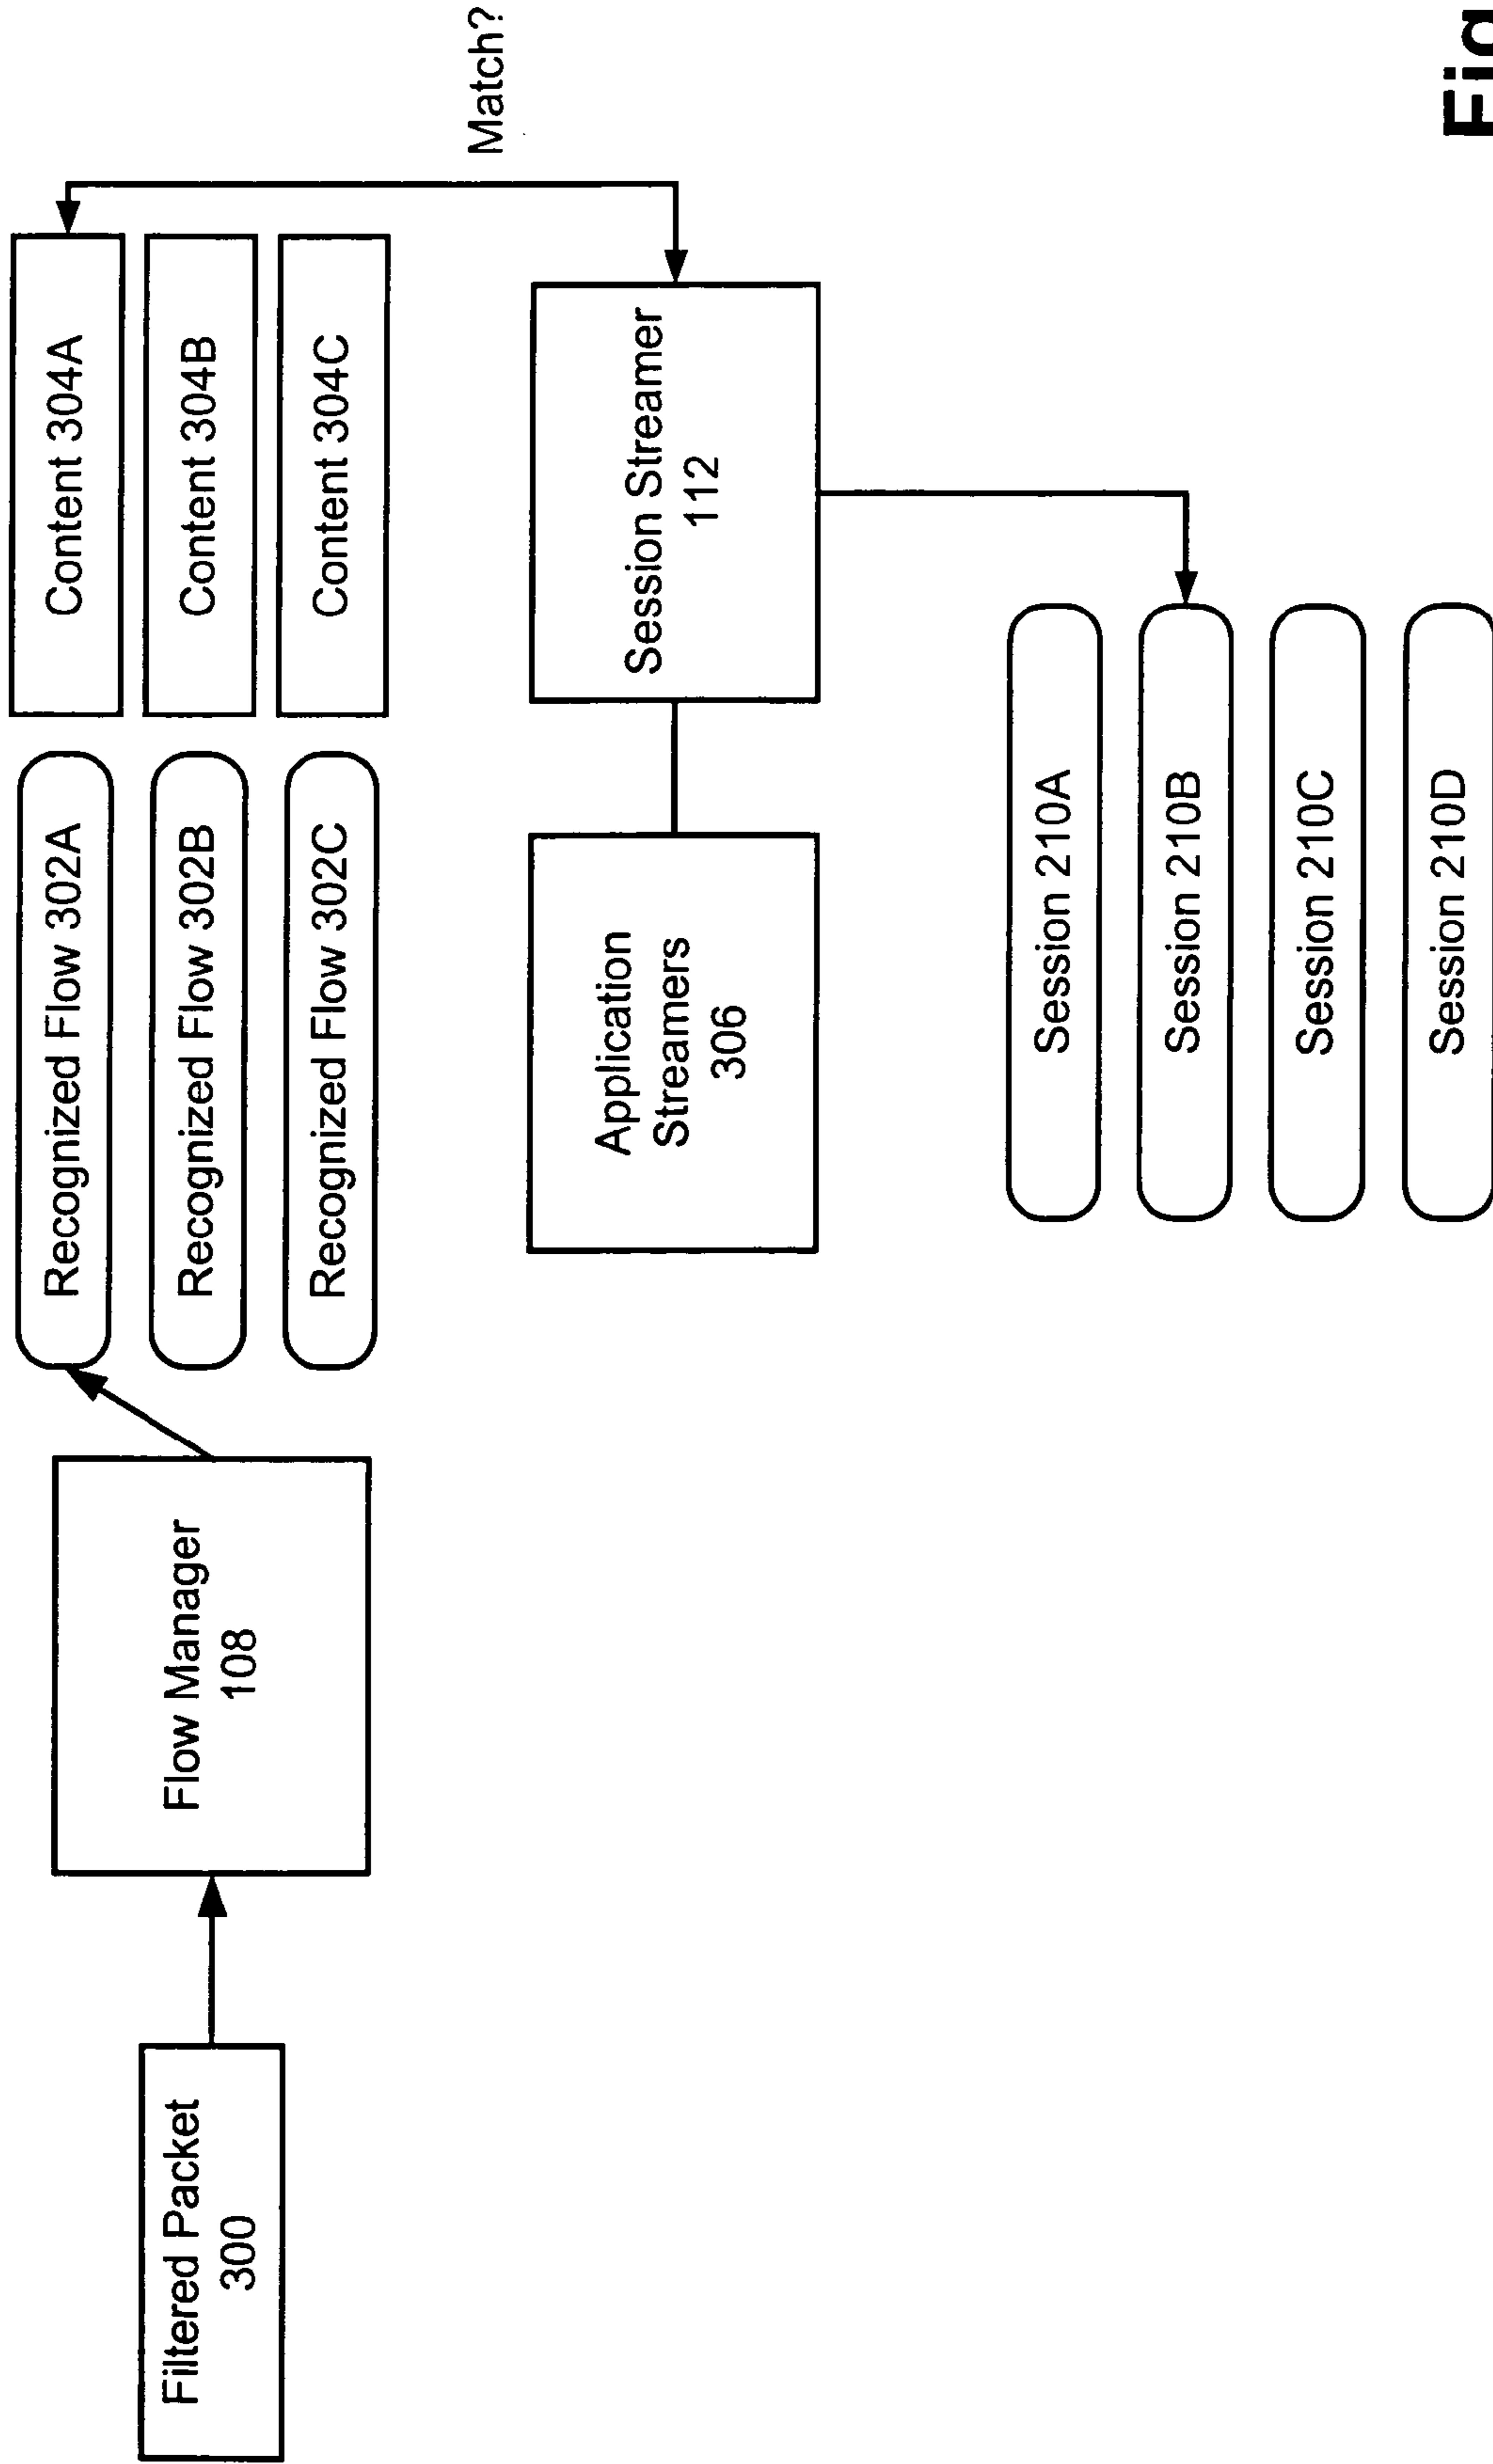 Filtered Packet
300
Flow Manager
108
Recognized Flow 302A
Content 304A
Recognized Flow 302B
Content 304B
Recognized Flow 302C
Content 304C
Match?
Application
Streamers
306
Session Streamer
112
Session 210A
Session 210B
Session 210C
Session 210D